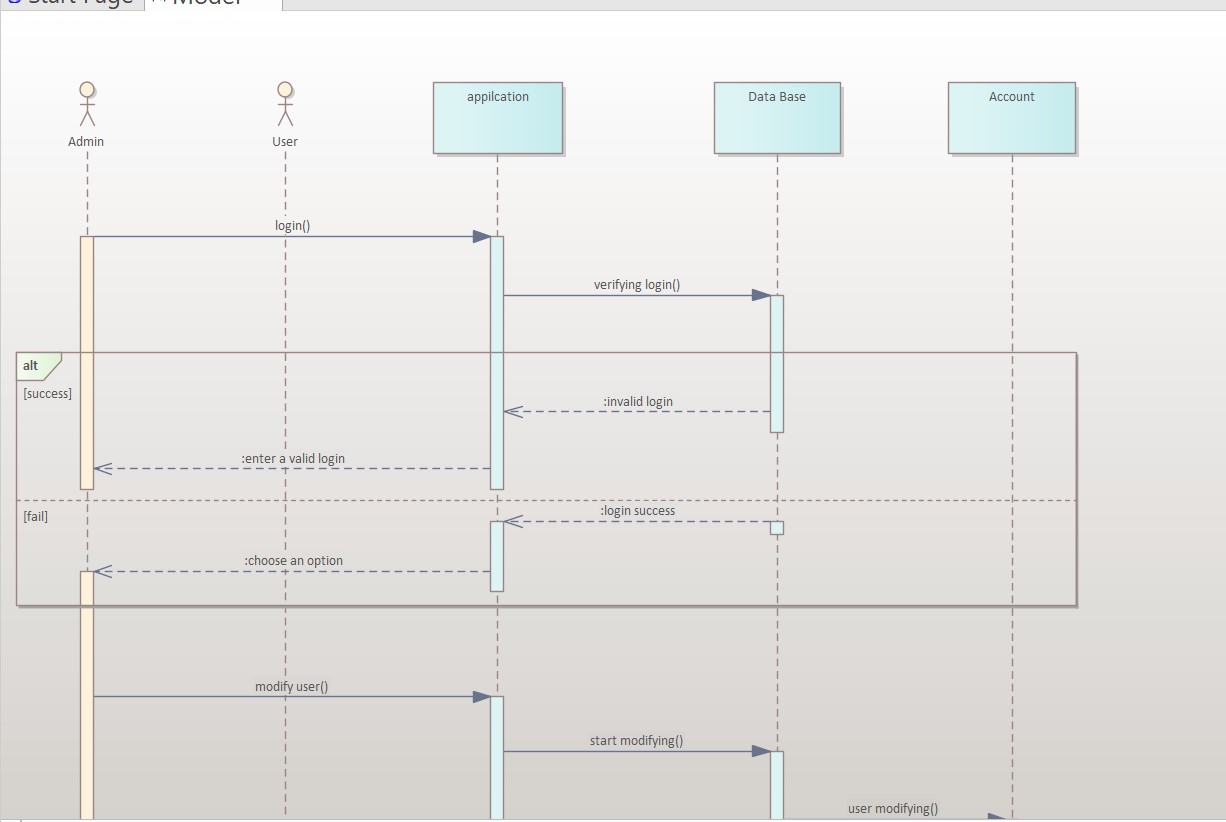 Start Page Model
Admin User appilcation Data Base Account
login()
verifying login()
alt
[success]
:invalid login
:enter a valid login
[fail]
:login success
:choose an option
modify user()
start modifying()
user modifying()